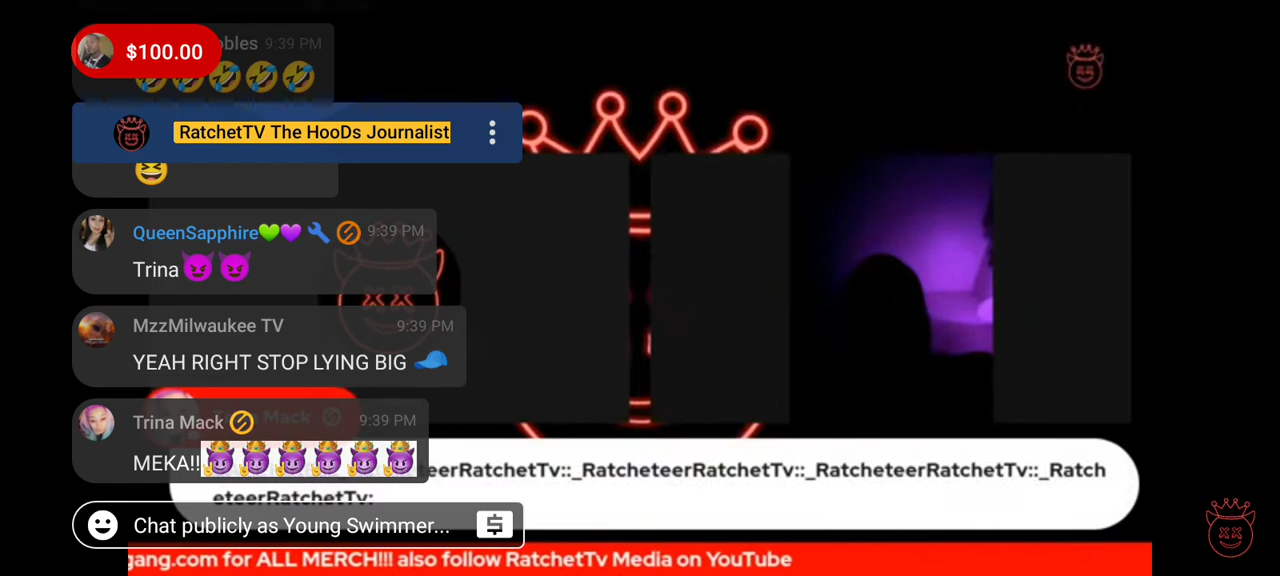 obles 9:39 PM
$100.00
RatchetTV The HooDs Journalist
QueenSapphire 9:39 PM
Trina
MzzMilwaukee TV 9:39 PM
YEAH RIGHT STOP LYING BIG
Trina Mack 9:39 PM
MEKA!!
teerRatchetTv::_RatcheteerRatchetTv::_RatcheteerRatchetTv::_Ratch
eteerRatchetTv:
Chat publicly as Young Swimmer...
gang.com for ALL MERCH!!! also follow RatchetTv Media on YouTube